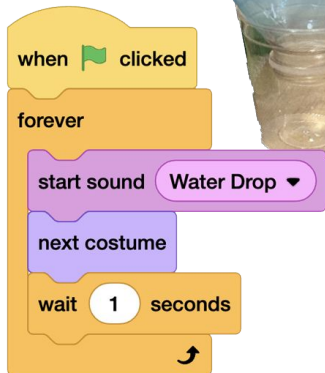 when clicked
forever
start sound Water Drop
next costume
wait 1 seconds